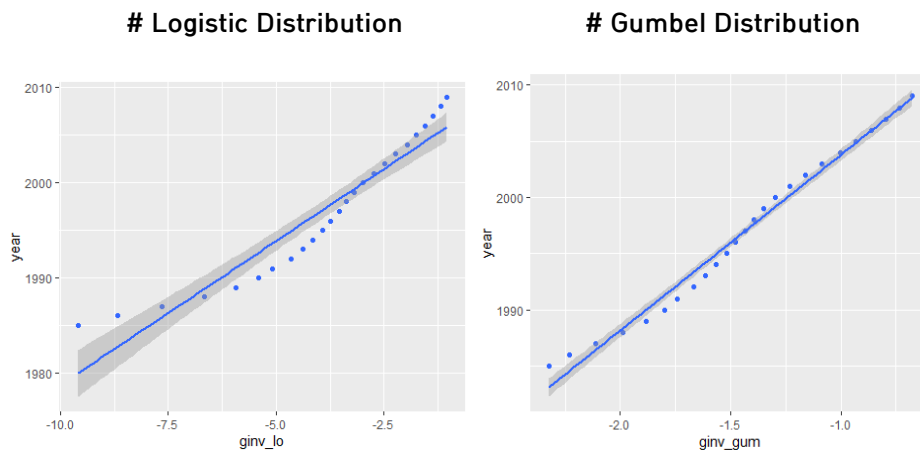 # Logistic Distribution
2010
2000
1990
1980
year
-10.0
-7.5
-5.0
-2.5
ginv_lo
# Gumbel Distribution
2010
2000
1990
year
-2.0
-1.5
-1.0
ginv_gum